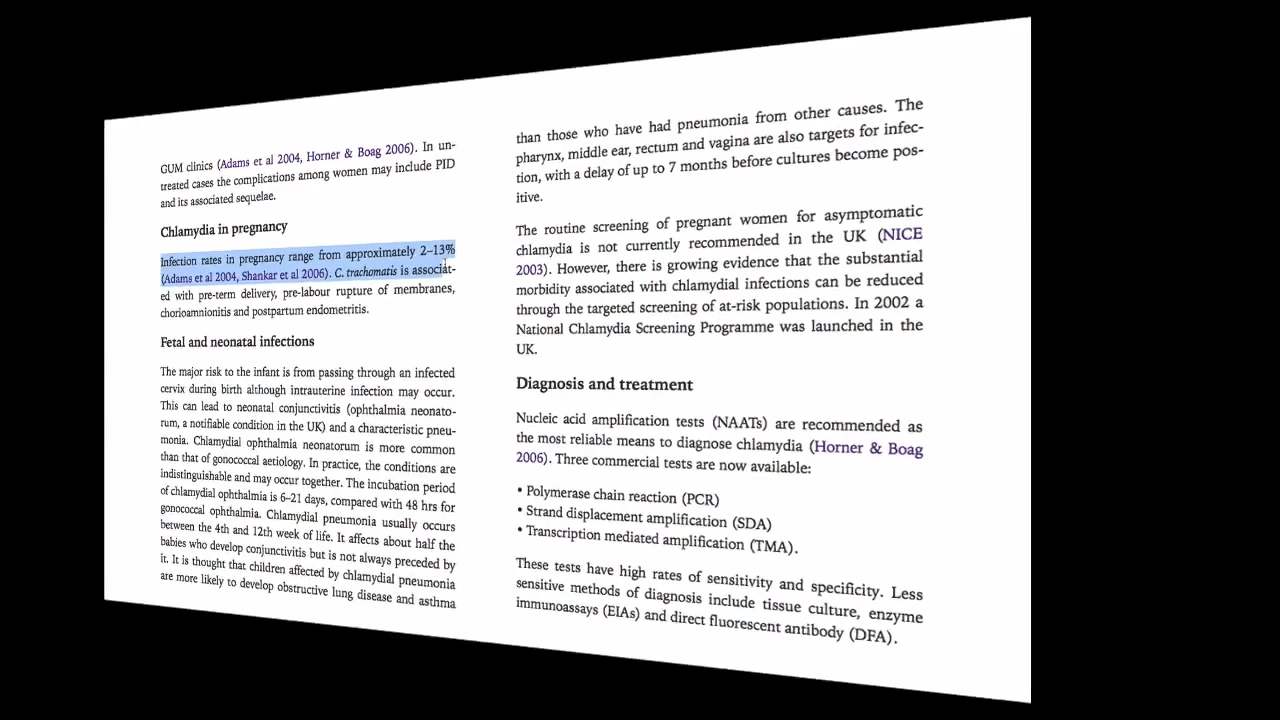 GUM clinics (Adams et al 2004, Horner & Boag 2006). In un-
treated cases the complications among women may include PID
and its associated sequelae.
Chlamydia in pregnancy
Infection rates in pregnancy range from approximately 2–13%
(Adams et al 2004, Shankar et al 2006). C. trachomatis is associat-
ed with pre-term delivery, pre-labour rupture of membranes,
chorioamnionitis and postpartum endometritis.
Fetal and neonatal infections
The major risk to the infant is from passing through an infected
cervix during birth although intrauterine infection may occur.
This can lead to neonatal conjunctivitis (ophthalmia neonato-
rum, a notifiable condition in the UK) and a characteristic pneu-
monia. Chlamydial ophthalmia neonatorum is more common
than that of gonococcal aetiology. In practice, the conditions are
indistinguishable and may occur together. The incubation period
of chlamydial ophthalmia is 6–21 days, compared with 48 hrs for
gonococcal ophthalmia. Chlamydial pneumonia usually occurs
between the 4th and 12th week of life. It affects about half the
babies who develop conjunctivitis but is not always preceded by
it. It is thought that children affected by chlamydial pneumonia
are more likely to develop obstructive lung disease and asthma
than those who have had pneumonia from other causes. The
pharynx, middle ear, rectum and vagina are also targets for infec-
tion, with a delay of up to 7 months before cultures become pos-
itive.
The routine screening of pregnant women for asymptomatic
chlamydia is not currently recommended in the UK (NICE
2003). However, there is growing evidence that the substantial
morbidity associated with chlamydial infections can be reduced
through the targeted screening of at-risk populations. In 2002 a
National Chlamydia Screening Programme was launched in the
UK.
Diagnosis and treatment
Nucleic acid amplification tests (NAATs) are recommended as
the most reliable means to diagnose chlamydia (Horner & Boag
2006). Three commercial tests are now available:
• Polymerase chain reaction (PCR)
• Strand displacement amplification (SDA)
• Transcription mediated amplification (TMA).
These tests have high rates of sensitivity and specificity. Less
sensitive methods of diagnosis include tissue culture, enzyme
immunoassays (EIAs) and direct fluorescent antibody (DFA).